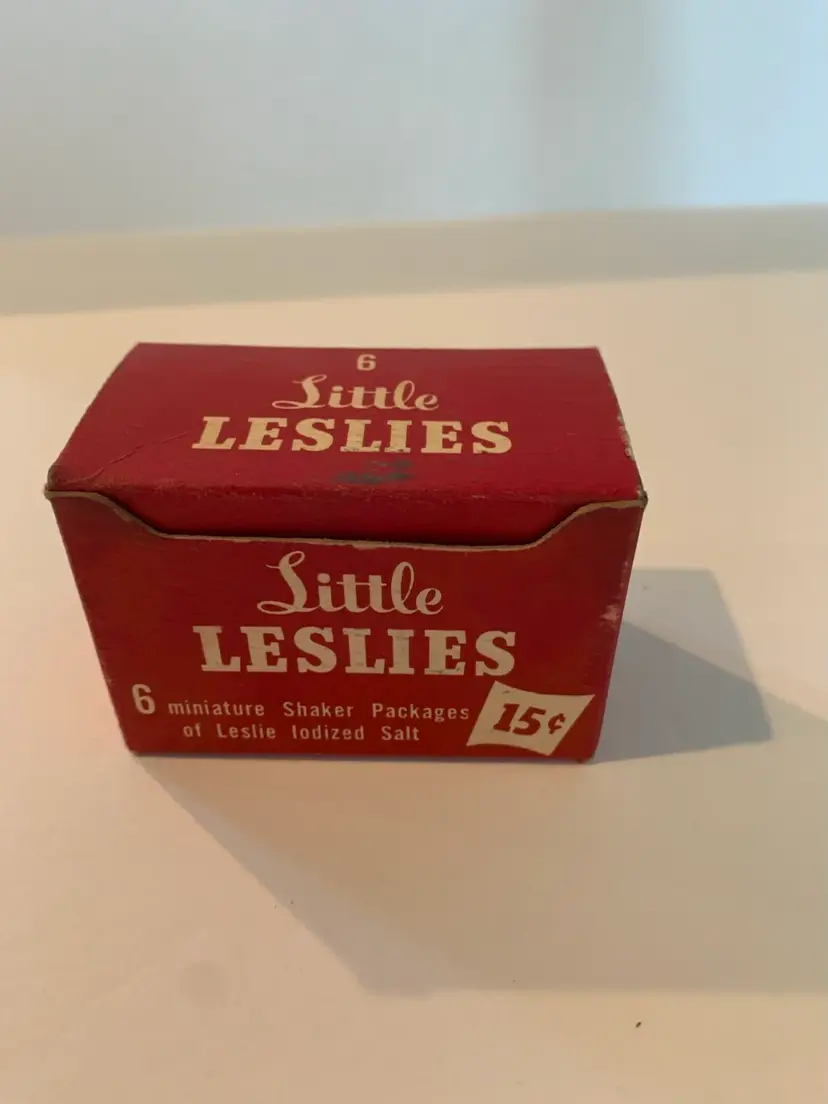 6
Little
LESLIES
Little
LESLIES
6 miniature Shaker Packages
of Leslie Iodized Salt
15¢